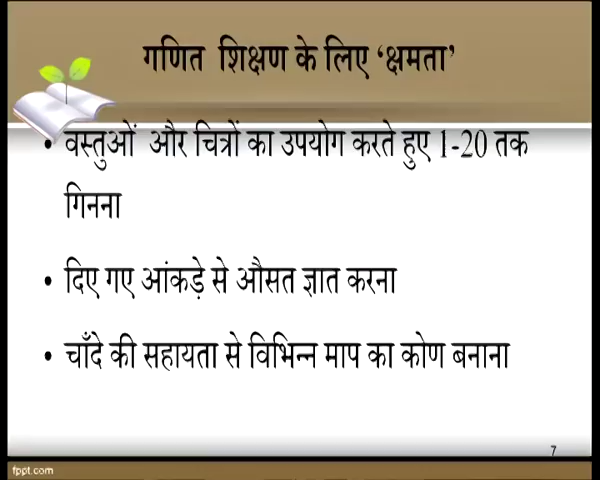 गणित शिक्षण के लिए ‘क्षमता’
• वस्तुओं और चित्रों का उपयोग करते हुए 1-20 तक
गिनना
• दिए गए आंकड़े से औसत ज्ञात करना
• चाँदे की सहायता से विभिन्न माप का कोण बनाना
7
fppt.com